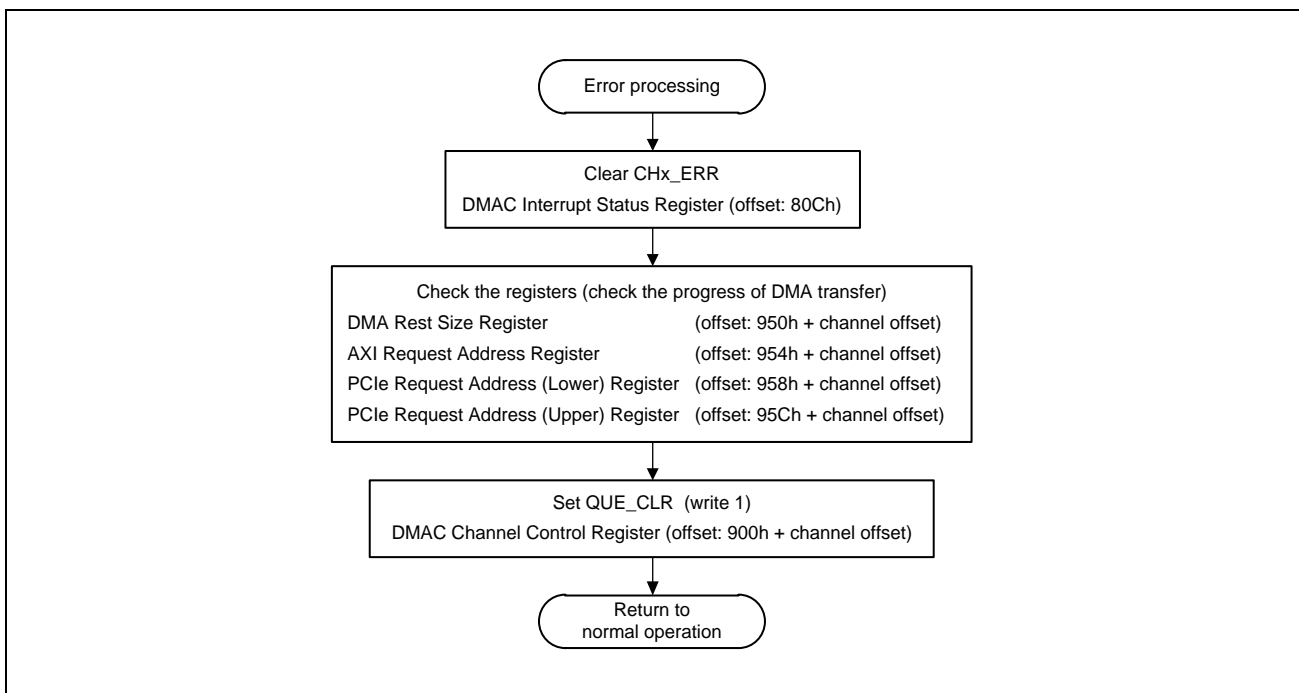 Error processing
Clear CHx_ERR
DMAC Interrupt Status Register (offset: 80Ch)
Check the registers (check the progress of DMA transfer)
DMA Rest Size Register (offset: 950h + channel offset)
AXI Request Address Register (offset: 954h + channel offset)
PCIe Request Address (Lower) Register (offset: 958h + channel offset)
PCIe Request Address (Upper) Register (offset: 95Ch + channel offset)
Set QUE_CLR (write 1)
DMAC Channel Control Register (offset: 900h + channel offset)
Return to
normal operation